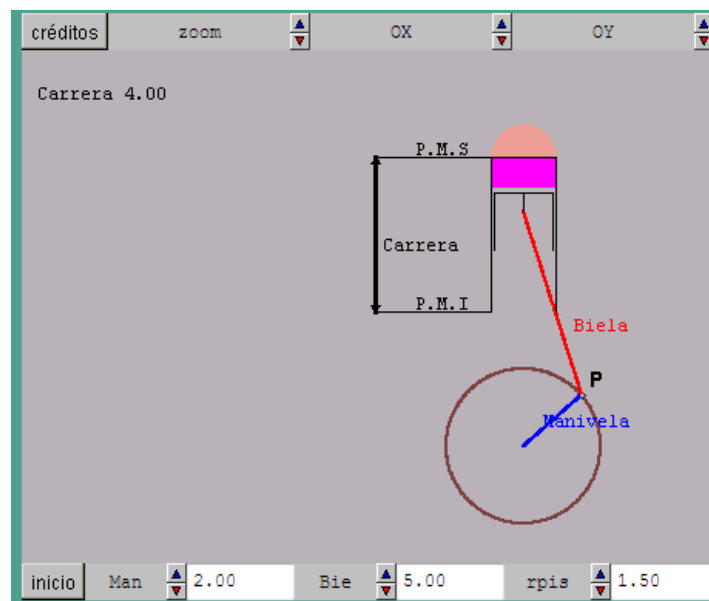 créditos zoom OX OY
Carrera 4.00
P.M.S
Carrera
P.M.I
Biela
P
Manivela
inicio Man 2.00 Bie 5.00 rpis 1.50